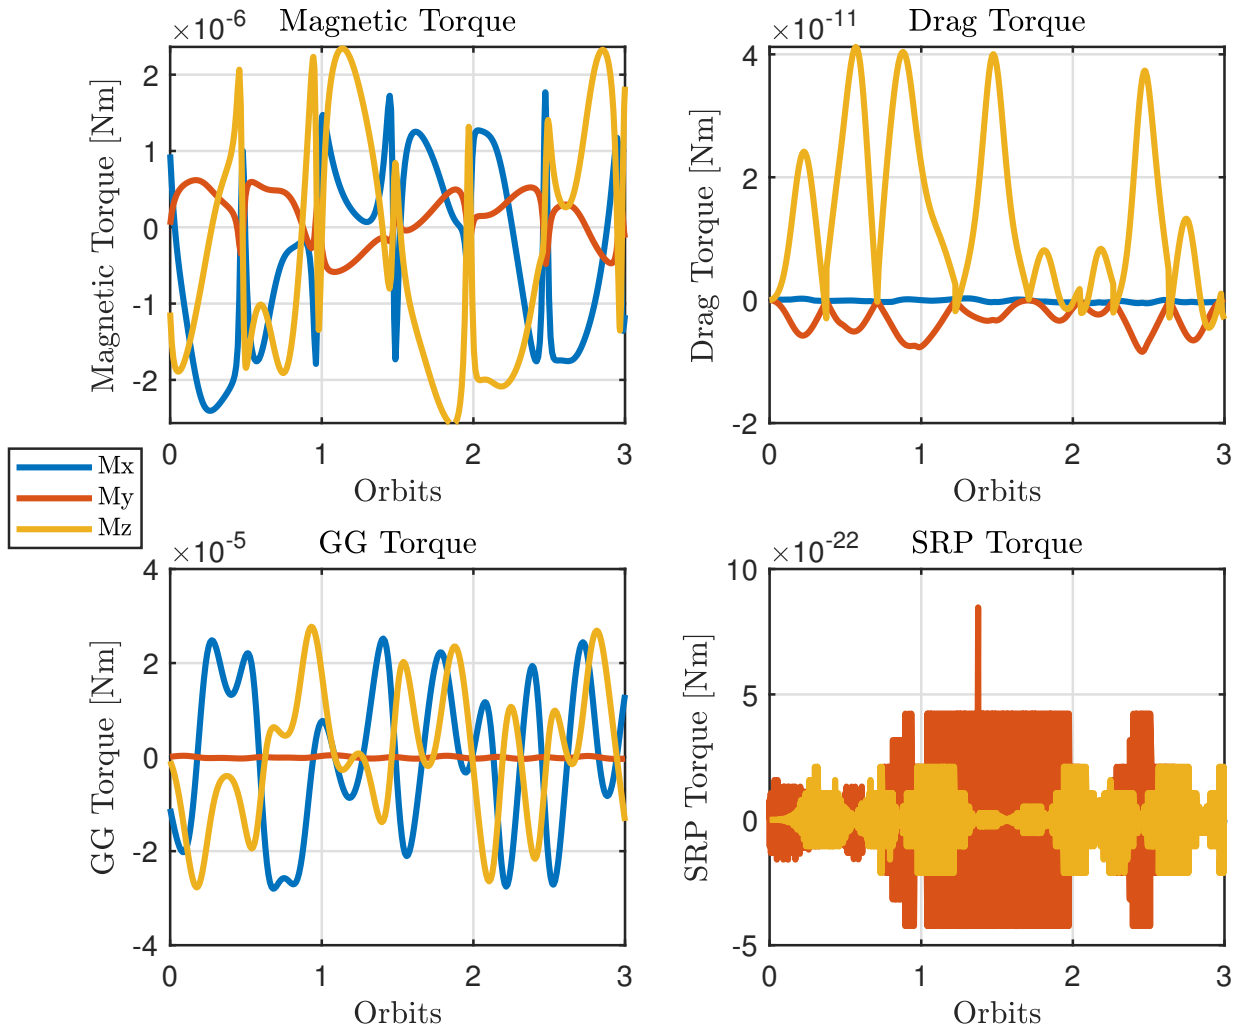 ×10-6 Magnetic Torque
2
1
0
-1
-2
Magnetic Torque [Nm]
0 1 2 3
Orbits
×10-11 Drag Torque
4
2
0
-2
Drag Torque [Nm]
0 1 2 3
Orbits
Mx
My
Mz
×10-5 GG Torque
4
2
0
-2
-4
GG Torque [Nm]
0 1 2 3
Orbits
×10-22 SRP Torque
10
5
0
-5
SRP Torque [Nm]
0 1 2 3
Orbits